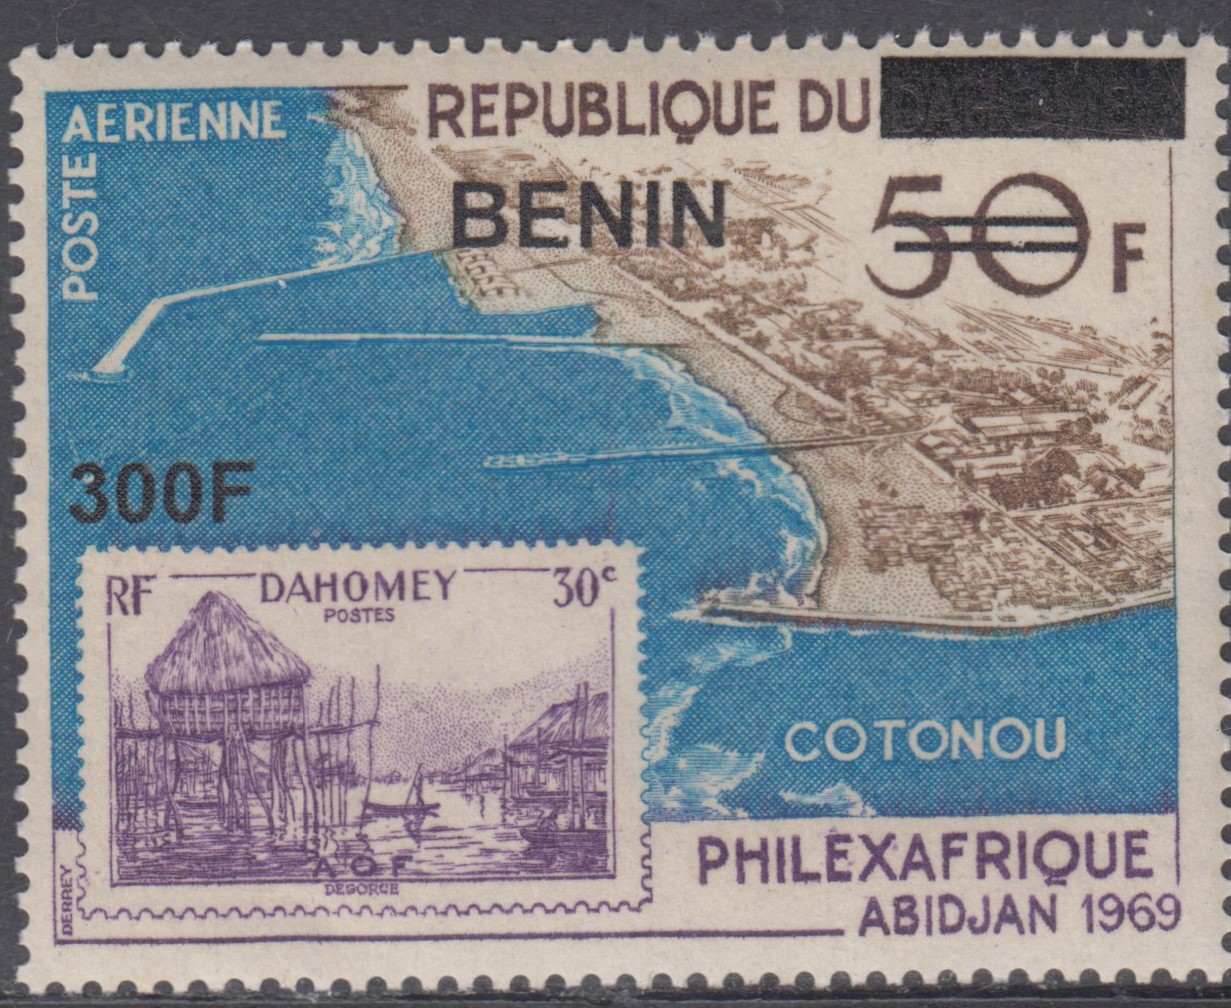 POSTE AERIENNE
REPUBLIQUE DU
BENIN
50 F
300F
RF DAHOMEY 30c
POSTES
COTONOU
A O F
DEGORCE
DERREY
PHILEXAFRIQUE
ABIDJAN 1969